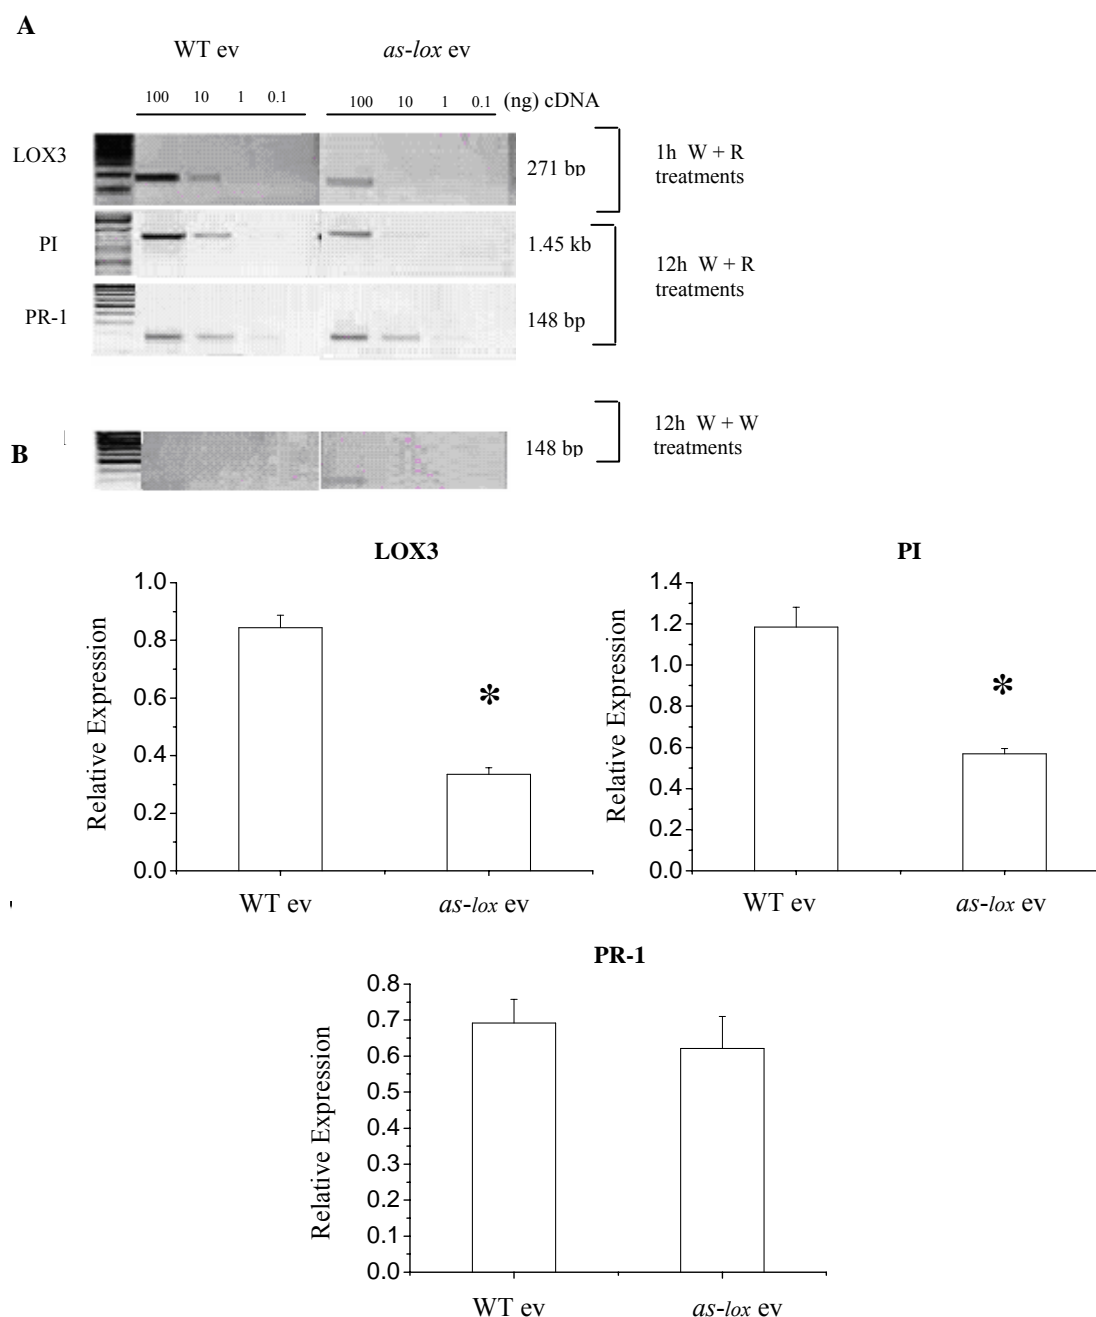 A
WT ev
as-lox ev
100 10 1 0.1
100 10 1 0.1 (ng) cDNA
LOX3
271 bp
1h W + R
treatments
PI
1.45 kb
12h W + R
treatments
PR-1
148 bp
B
148 bp
12h W + W
treatments
LOX3
Relative Expression
1.0
0.8
0.6
0.4
0.2
0.0
*
WT ev
as-lox ev
PI
Relative Expression
1.4
1.2
1.0
0.8
0.6
0.4
0.2
0.0
*
WT ev
as-lox ev
PR-1
Relative Expression
0.8
0.7
0.6
0.5
0.4
0.3
0.2
0.1
0.0
WT ev
as-lox ev